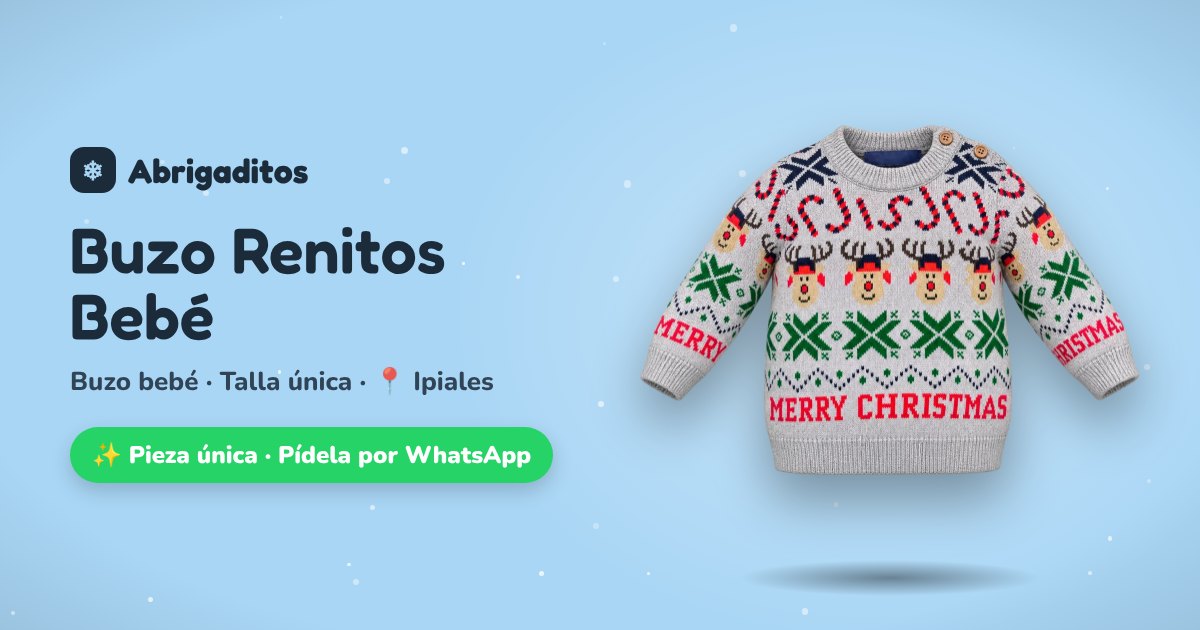 Abrigaditos
Buzo Renitos
Bebé
Buzo bebé · Talla única · 📍 Ipiales
✨ Pieza única · Pídela por WhatsApp
MERRY
CHRISTMAS
MERRY CHRISTMAS